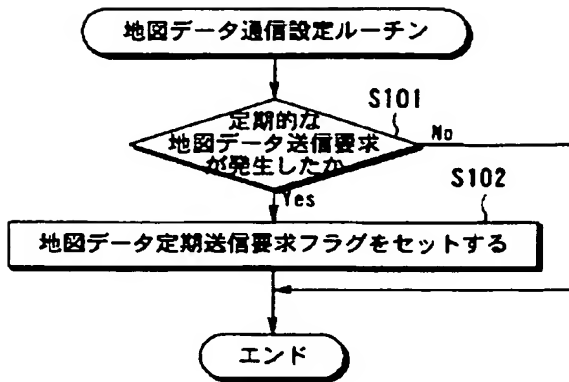 地図データ通信設定ルーチン
S101
定期的な
地図データ送信要求
が発生したか
No
Yes
S102
地図データ定期送信要求フラグをセットする
エンド